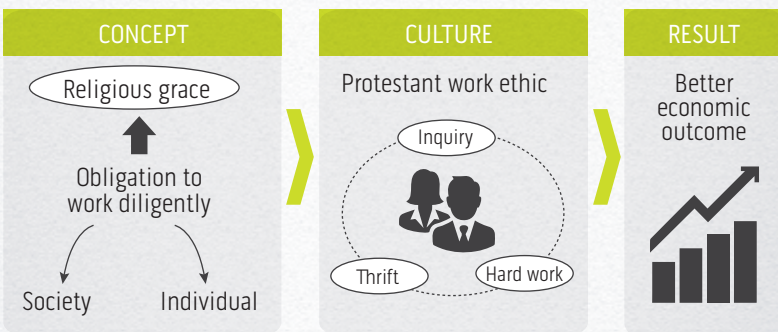 CONCEPT
Religious grace
Obligation to
work diligently
Society
Individual
CULTURE
Protestant work ethic
Inquiry
Thrift
Hard work
RESULT
Better
economic
outcome